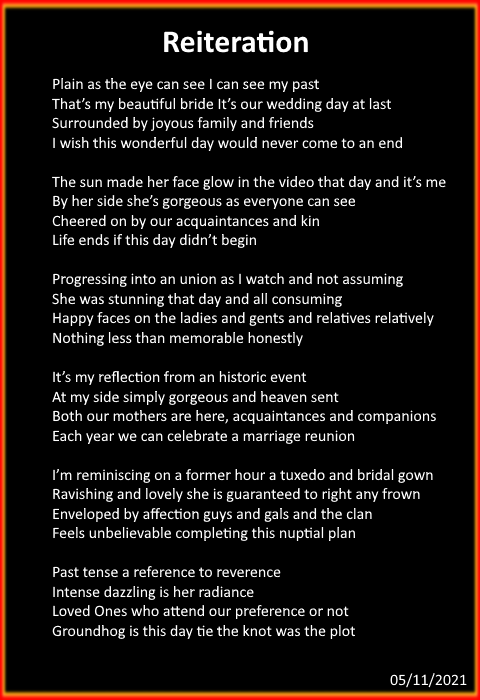 Reiteration
Plain as the eye can see I can see my past
That's my beautiful bride It's our wedding day at last
Surrounded by joyous family and friends
I wish this wonderful day would never come to an end
The sun made her face glow in the video that day and it's me
By her side she's gorgeous as everyone can see
Cheered on by our acquaintances and kin
Life ends if this day didn't begin
Progressing into an union as I watch and not assuming
She was stunning that day and all consuming
Happy faces on the ladies and gents and relatives relatively
Nothing less than memorable honestly
It's my reflection from an historic event
At my side simply gorgeous and heaven sent
Both our mothers are here, acquaintances and companions
Each year we can celebrate a marriage reunion
I'm reminiscing on a former hour a tuxedo and bridal gown
Ravishing and lovely she is guaranteed to right any frown
Enveloped by affection guys and gals and the clan
Feels unbelievable completing this nuptial plan
Past tense a reference to reverence
Intense dazzling is her radiance
Loved Ones who attend our preference or not
Groundhog is this day tie the knot was the plot
05/11/2021